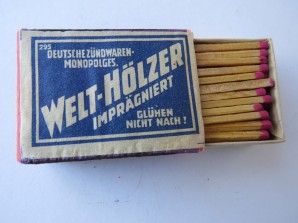 295
DEUTSCHE ZÜNDWAREN-
MONOPOLGES.
WELT-HÖLZER
IMPRÄGNIERT
GLÜHEN
NICHT NACH!